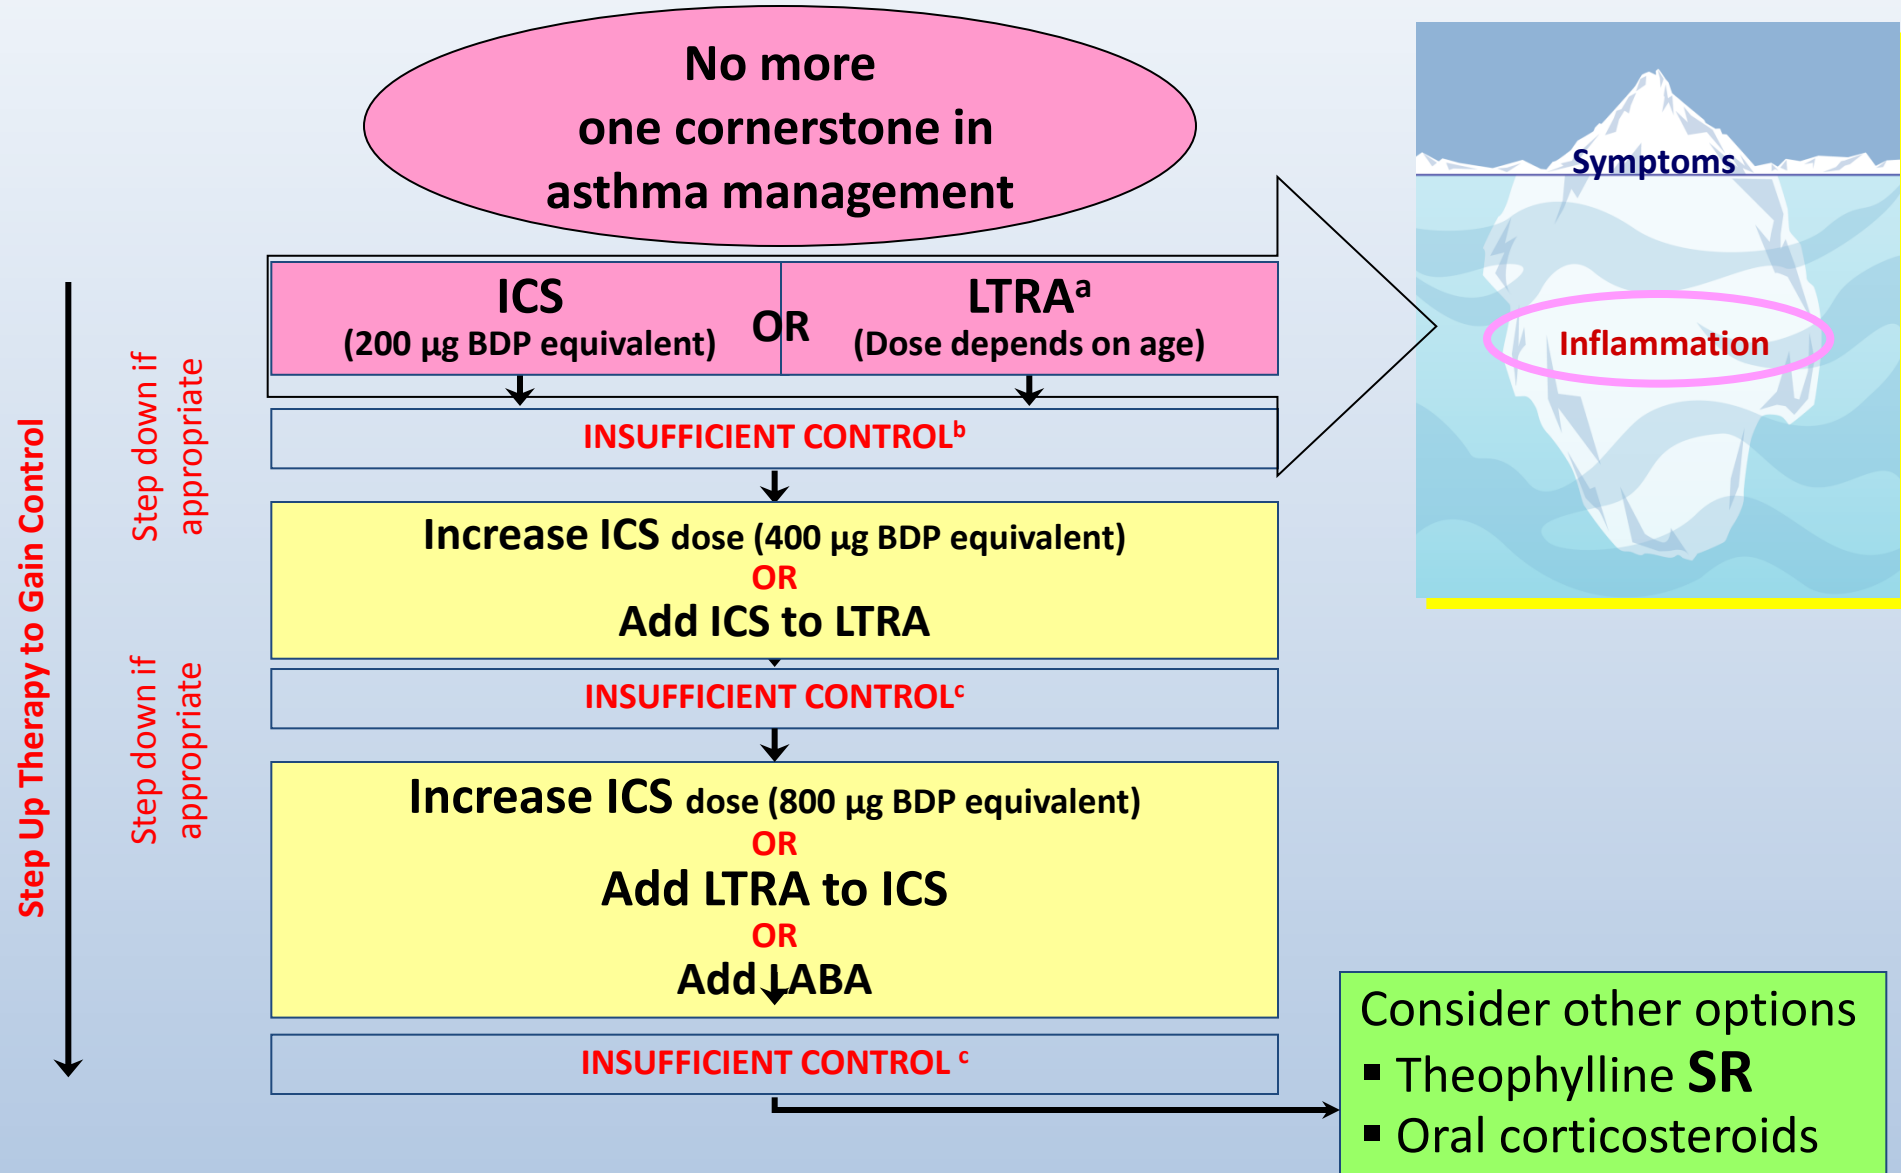 No more
one cornerstone in
asthma management
Symptoms
Inflammation
ICS
(200 µg BDP equivalent)
OR
LTRAᵃ
(Dose depends on age)
INSUFFICIENT CONTROLᵇ
Increase ICS dose (400 µg BDP equivalent)
OR
Add ICS to LTRA
INSUFFICIENT CONTROLᶜ
Increase ICS dose (800 µg BDP equivalent)
OR
Add LTRA to ICS
OR
Add LABA
INSUFFICIENT CONTROL ᶜ
Step Up Therapy to Gain Control
Step down if
appropriate
Step down if
appropriate
Consider other options
▪ Theophylline SR
▪ Oral corticosteroids